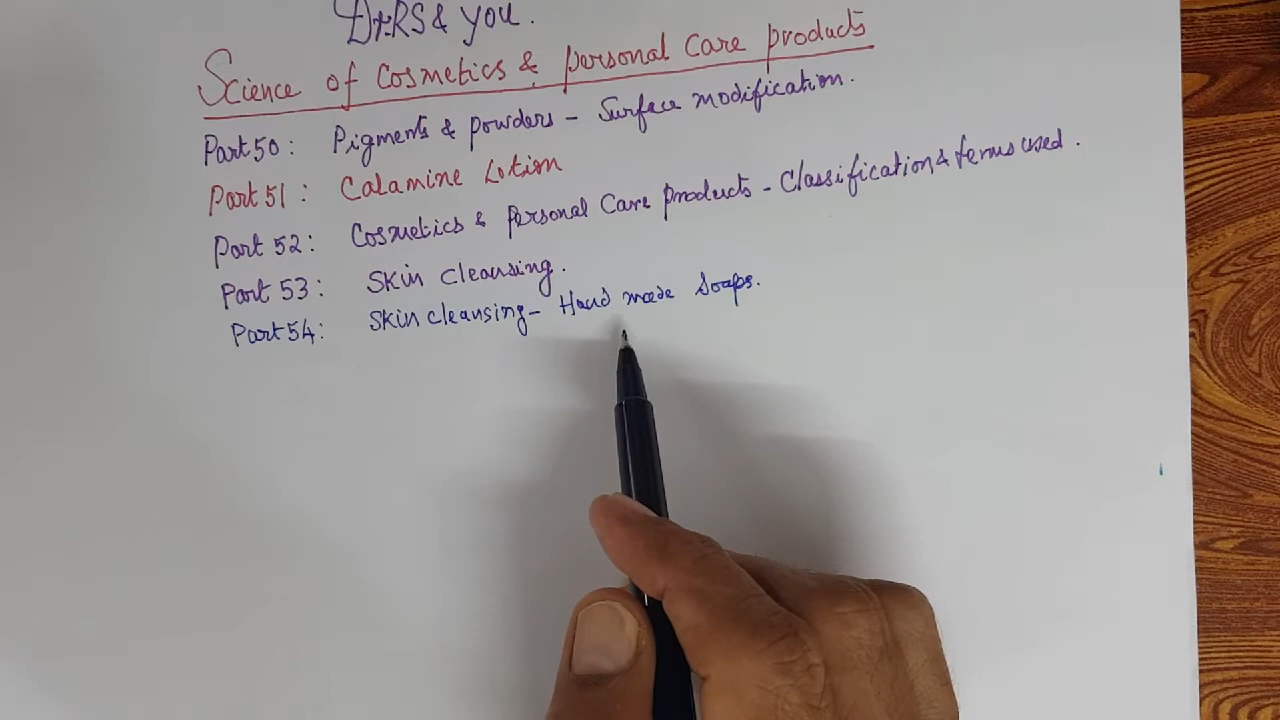 Dr.RS & you.
Science of Cosmetics & personal care products
Part 50: Pigments & powders - Surface modification.
Part 51: Calamine Lotion
Part 52: Cosmetics & Personal Care products - Classification & terms used.
Part 53: Skin cleansing.
Part 54: Skin cleansing - Hand made Soaps.